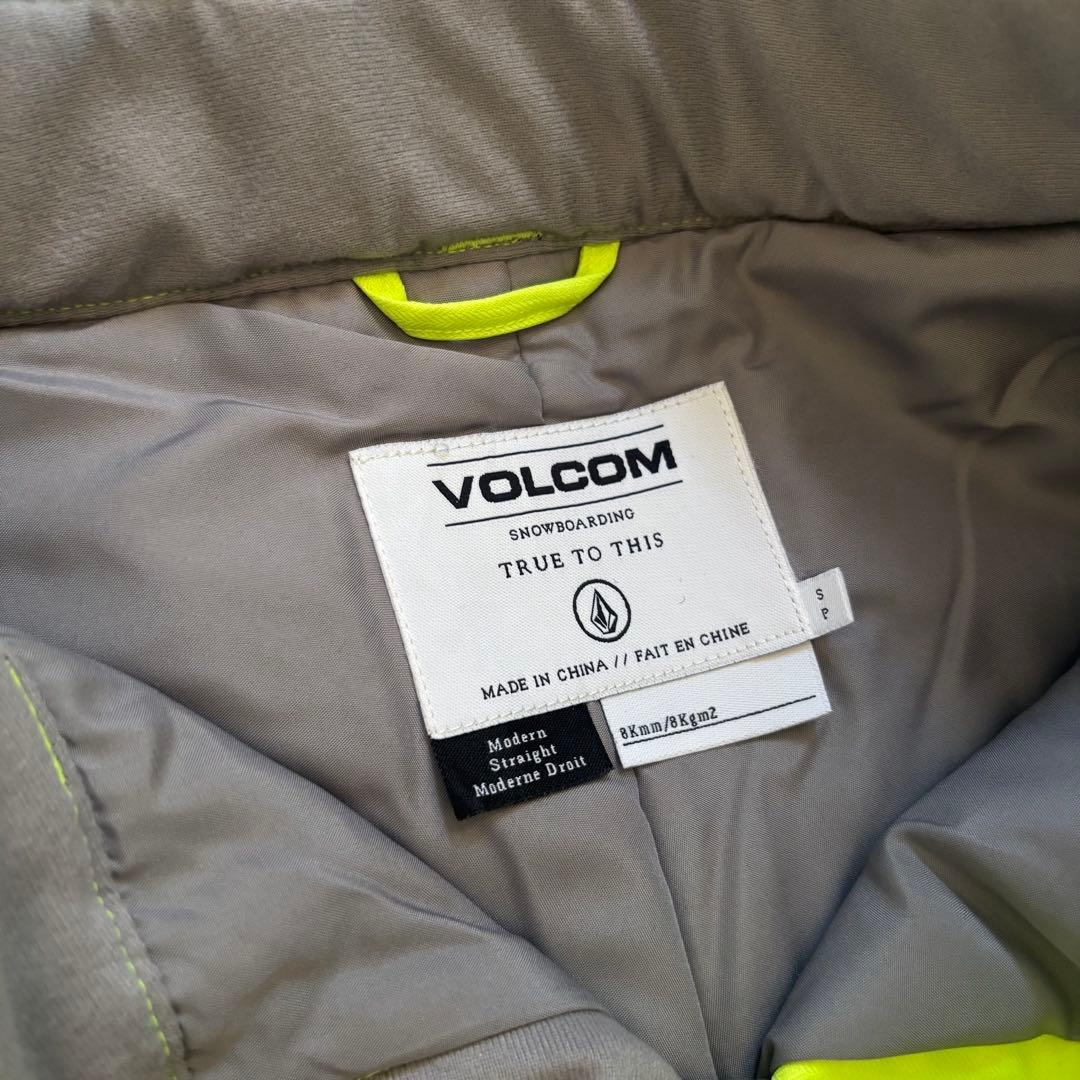 VOLCOM
SNOWBOARDING
TRUE TO THIS
MADE IN CHINA // FAIT EN CHINE
S
P
8Kmm/8Kgm2
Modern
Straight
Moderne Droit